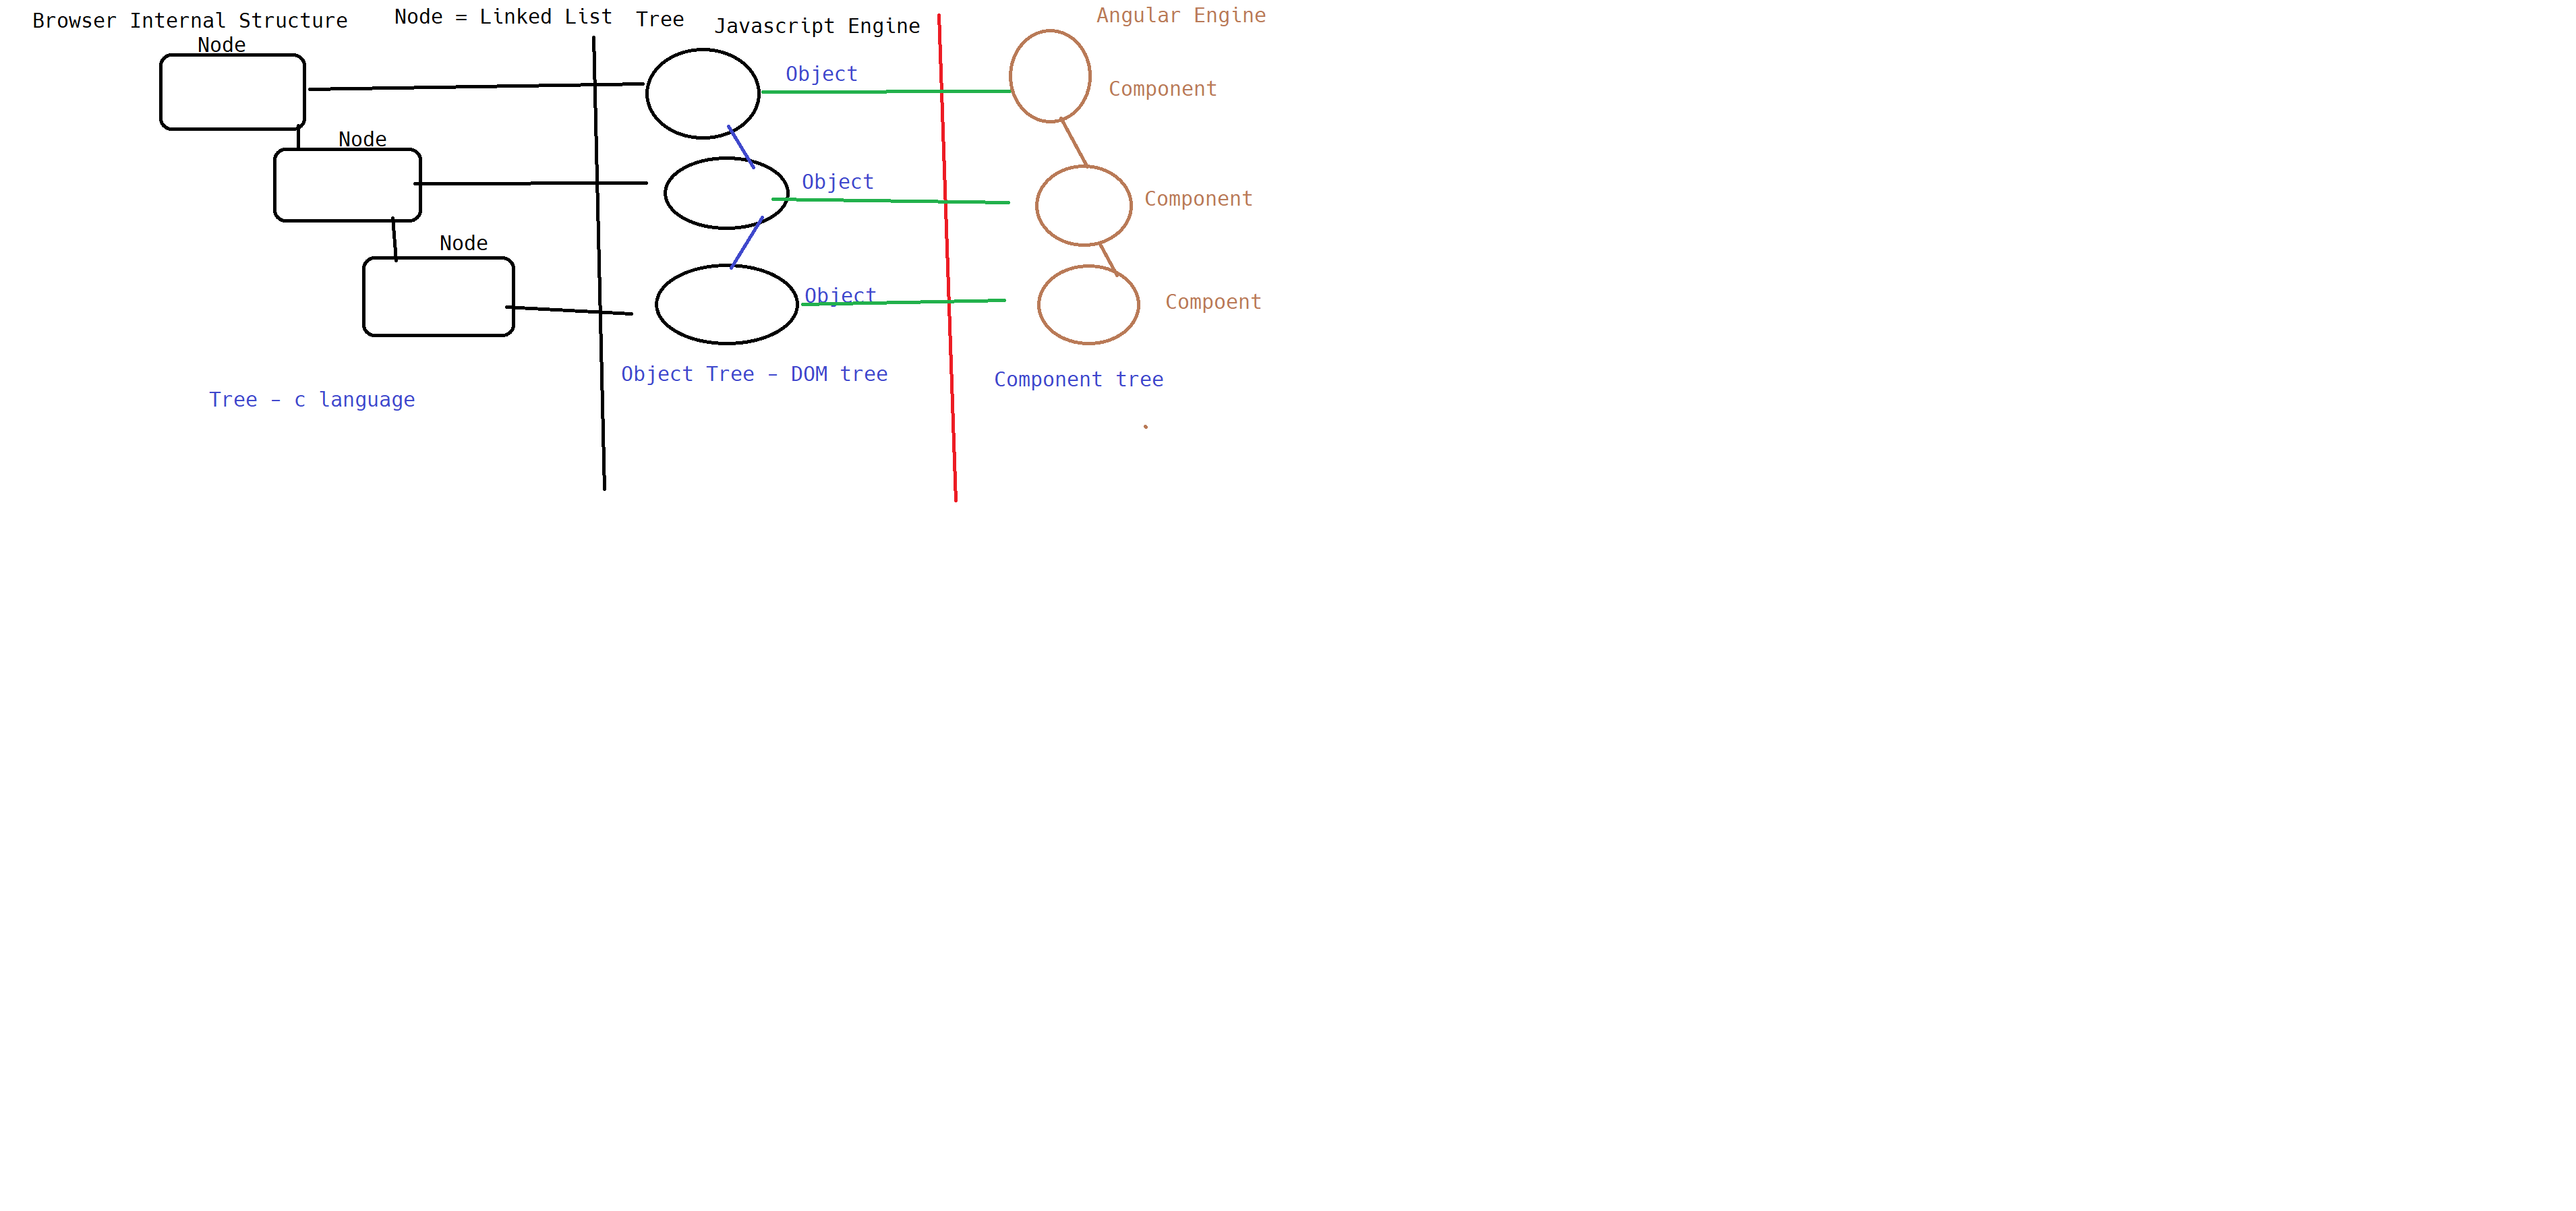 Browser Internal Structure
Node = Linked List
Tree
Javascript Engine
Angular Engine
Node
Object
Component
Node
Object
Component
Node
Object
Compoent
Object Tree - DOM tree
Component tree
Tree - c language